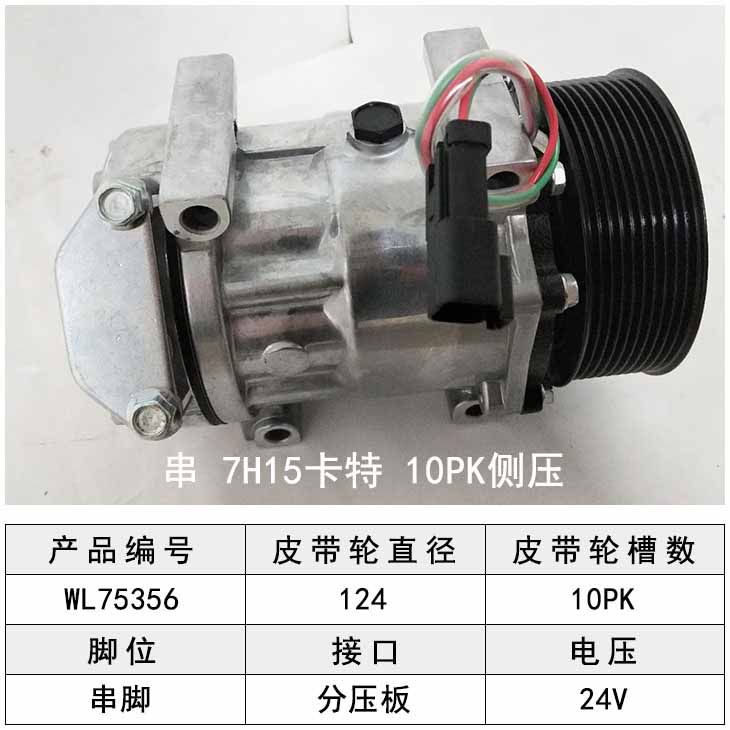 串 7H15卡特 10PK侧压
产品编号 皮带轮直径 皮带轮槽数
WL75356 124 10PK
脚位 接口 电压
串脚 分压板 24V